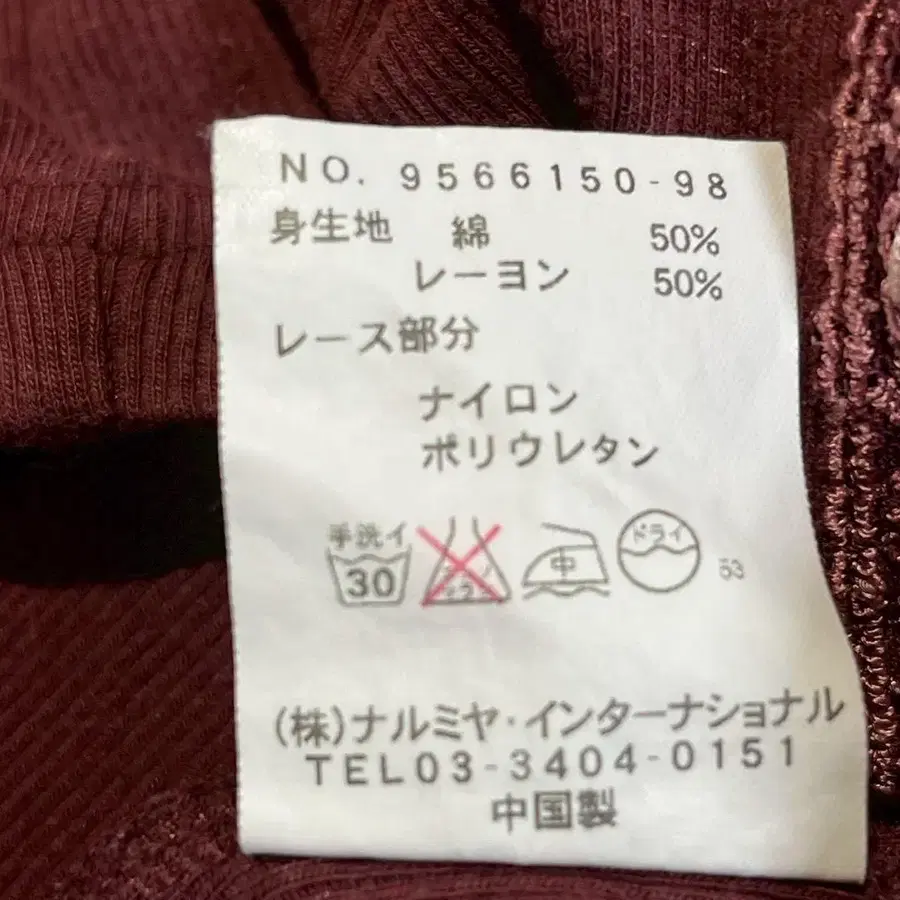 NO. 9566150-98
身生地 綿 50%
レーヨン 50%
レース部分
ナイロン
ポリウレタン
手洗イ
30
中
ドライ
53
(株)ナルミヤ・インターナショナル
TEL03-3404-0151
中国製